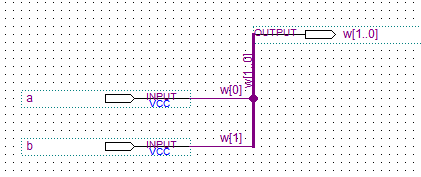 OUTPUT
w[1..0]
w[1..0]
a
INPUT
VCC
w[0]
b
INPUT
VCC
w[1]